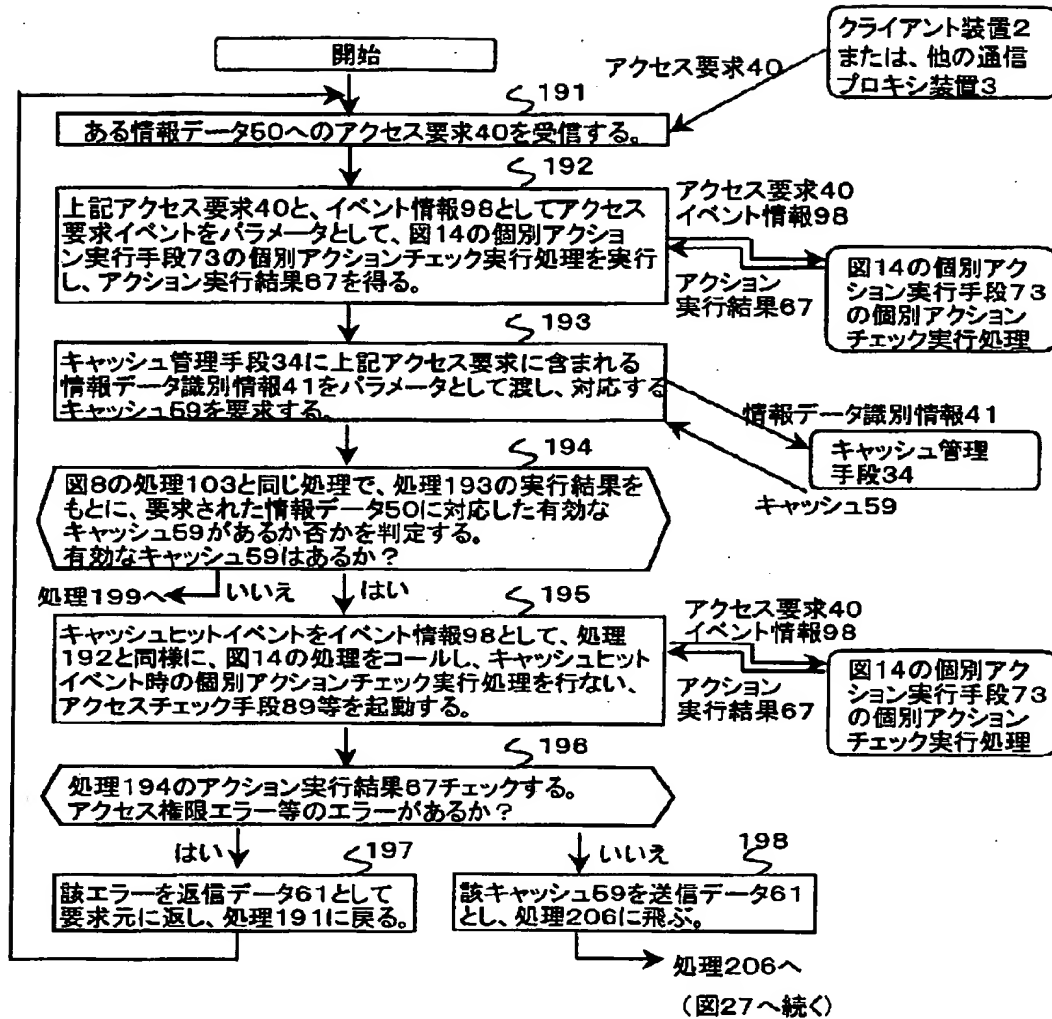 開始
アクセス要求40
クライアント装置2
または、他の通信
プロキシ装置3
191
ある情報データ50へのアクセス要求40を受信する。
192
上記アクセス要求40と、イベント情報98としてアクセス
要求イベントをパラメータとして、図14の個別アクショ
ン実行手段73の個別アクションチェック実行処理を実行
し、アクション実行結果67を得る。
アクセス要求40
イベント情報98
アクション
実行結果67
図14の個別アク
ション実行手段73
の個別アクション
チェック実行処理
193
キャッシュ管理手段34に上記アクセス要求に含まれる
情報データ識別情報41をパラメータとして渡し、対応する
キャッシュ59を要求する。
情報データ識別情報41
キャッシュ管理
手段34
キャッシュ59
194
図8の処理103と同じ処理で、処理193の実行結果を
もとに、要求された情報データ50に対応した有効な
キャッシュ59があるか否かを判定する。
有効なキャッシュ59はあるか?
処理199へ
いいえ
はい
195
キャッシュヒットイベントをイベント情報98として、処理
192と同様に、図14の処理をコールし、キャッシュヒット
イベント時の個別アクションチェック実行処理を行ない、
アクセスチェック手段89等を起動する。
アクセス要求40
イベント情報98
アクション
実行結果67
図14の個別アク
ション実行手段73
の個別アクション
チェック実行処理
196
処理194のアクション実行結果67チェックする。
アクセス権限エラー等のエラーがあるか?
はい
197
いいえ
198
該エラーを返信データ61として
要求元に返し、処理191に戻る。
該キャッシュ59を送信データ61
とし、処理206に飛ぶ。
処理206へ
(図27へ続く)